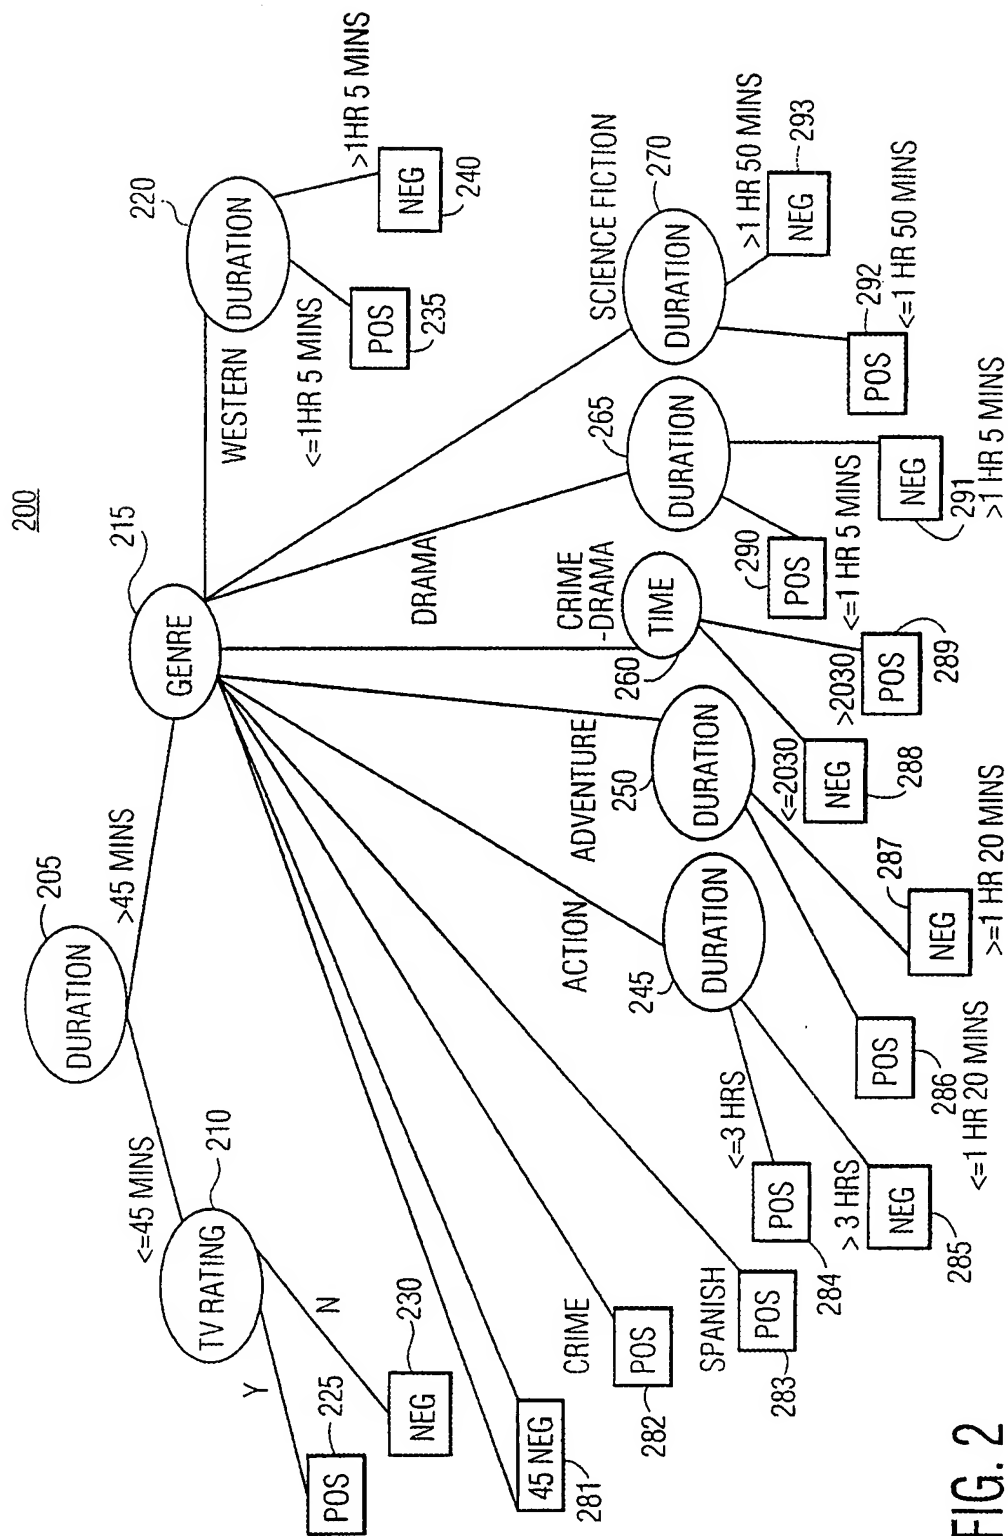 200
DURATION
205
<=45 MINS
>45 MINS
TV RATING
210
Y
N
POS
225
NEG
230
GENRE
215
WESTERN
DURATION
220
<=1HR 5 MINS
>1HR 5 MINS
POS
235
NEG
240
45 NEG
281
CRIME
POS
282
SPANISH
POS
283
ACTION
DURATION
245
<=3 HRS
POS
284
> 3 HRS
NEG
285
ADVENTURE
DURATION
250
POS
286
<=1 HR 20 MINS
NEG
287
>=1 HR 20 MINS
CRIME
-DRAMA
TIME
260
<=2030
NEG
288
>2030
POS
289
DRAMA
DURATION
265
POS
290
<=1 HR 5 MINS
NEG
291
>1 HR 5 MINS
SCIENCE FICTION
DURATION
270
POS
292
<=1 HR 50 MINS
>1 HR 50 MINS
NEG
293
FIG. 2